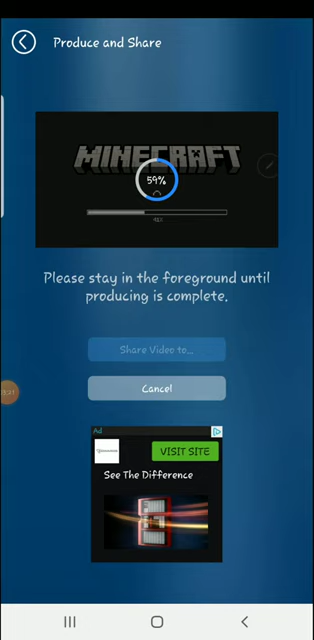 Produce and Share
MINECRAFT
59%
Please stay in the foreground until
producing is complete.
Share Video to...
Cancel
Ad
VISIT SITE
See The Difference